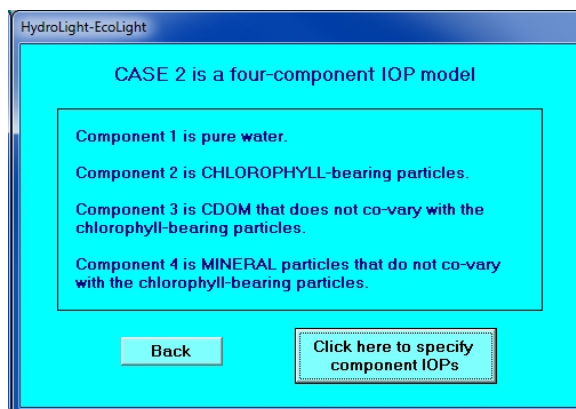 HydroLight-EcoLight
CASE 2 is a four-component IOP model
Component 1 is pure water.
Component 2 is CHLOROPHYLL-bearing particles.
Component 3 is CDOM that does not co-vary with the
chlorophyll-bearing particles.
Component 4 is MINERAL particles that do not co-vary
with the chlorophyll-bearing particles.
Back
Click here to specify
component IOPs